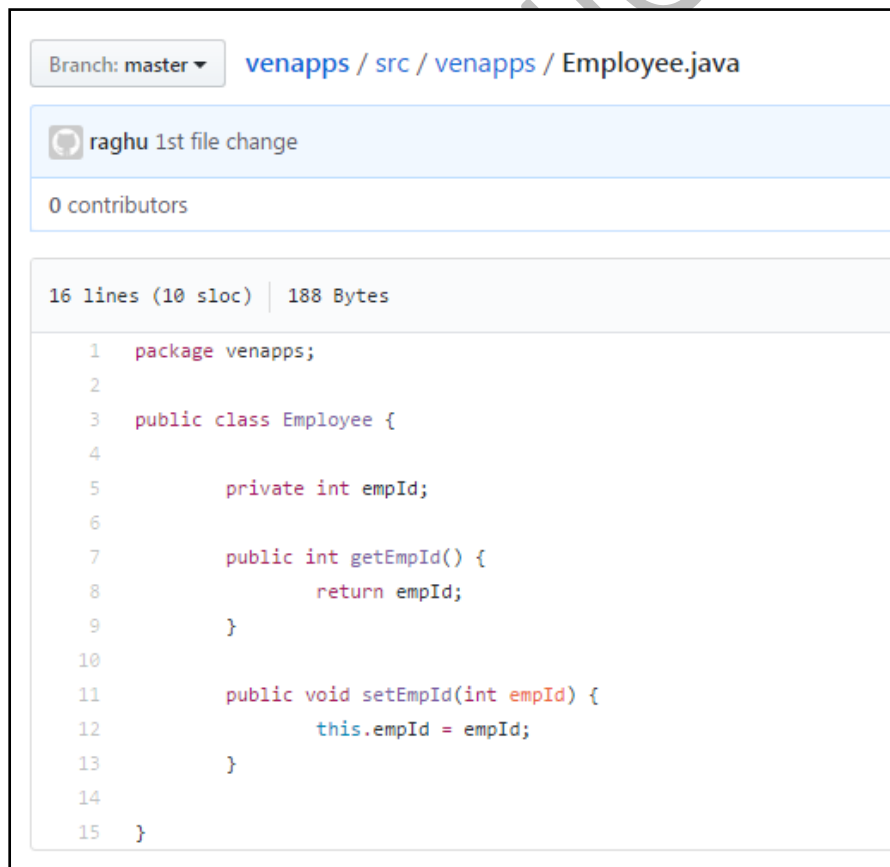 Branch: master venapps / src / venapps / Employee.java
raghu 1st file change
0 contributors
16 lines (10 sloc) 188 Bytes
1 package venapps;
2
3 public class Employee {
4
5 private int empId;
6
7 public int getEmpId() {
8 return empId;
9 }
10
11 public void setEmpId(int empId) {
12 this.empId = empId;
13 }
14
15 }